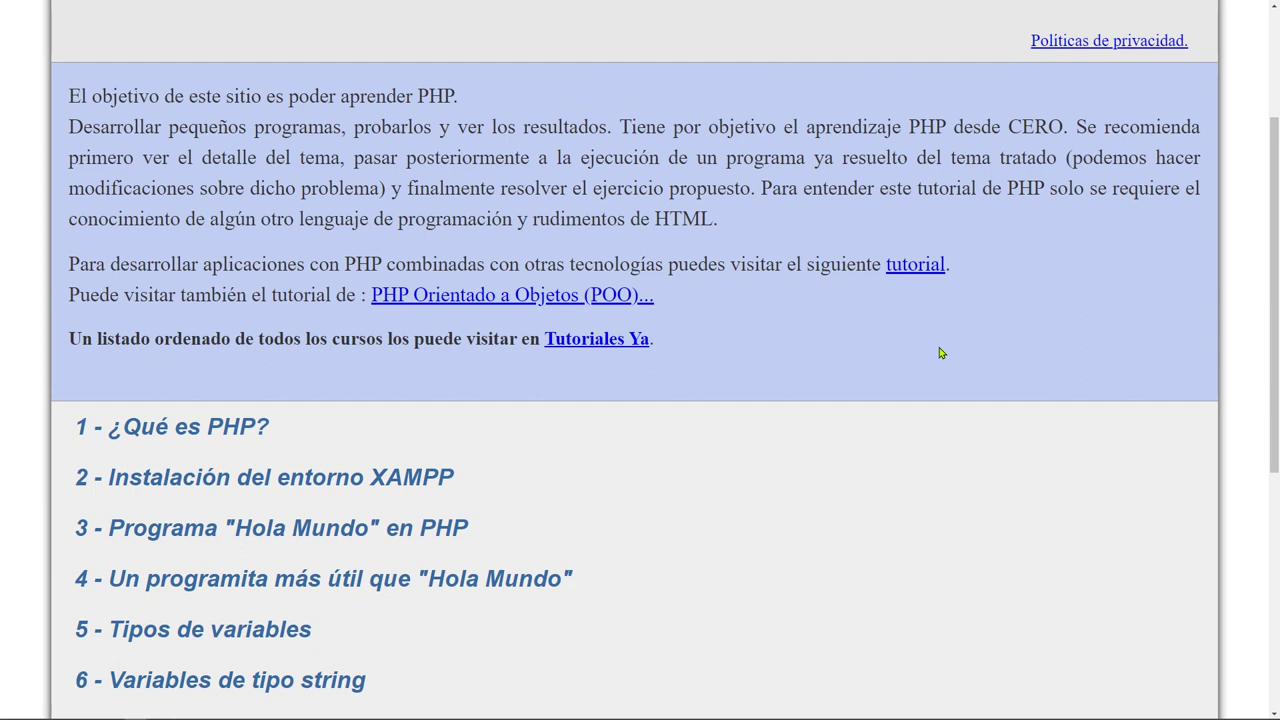 Políticas de privacidad.
El objetivo de este sitio es poder aprender PHP.
Desarrollar pequeños programas, probarlos y ver los resultados. Tiene por objetivo el aprendizaje PHP desde CERO. Se recomienda
primero ver el detalle del tema, pasar posteriormente a la ejecución de un programa ya resuelto del tema tratado (podemos hacer
modificaciones sobre dicho problema) y finalmente resolver el ejercicio propuesto. Para entender este tutorial de PHP solo se requiere el
conocimiento de algún otro lenguaje de programación y rudimentos de HTML.
Para desarrollar aplicaciones con PHP combinadas con otras tecnologías puedes visitar el siguiente tutorial.
Puede visitar también el tutorial de : PHP Orientado a Objetos (POO)...
Un listado ordenado de todos los cursos los puede visitar en Tutoriales Ya.
1 - ¿Qué es PHP?
2 - Instalación del entorno XAMPP
3 - Programa "Hola Mundo" en PHP
4 - Un programita más útil que "Hola Mundo"
5 - Tipos de variables
6 - Variables de tipo string